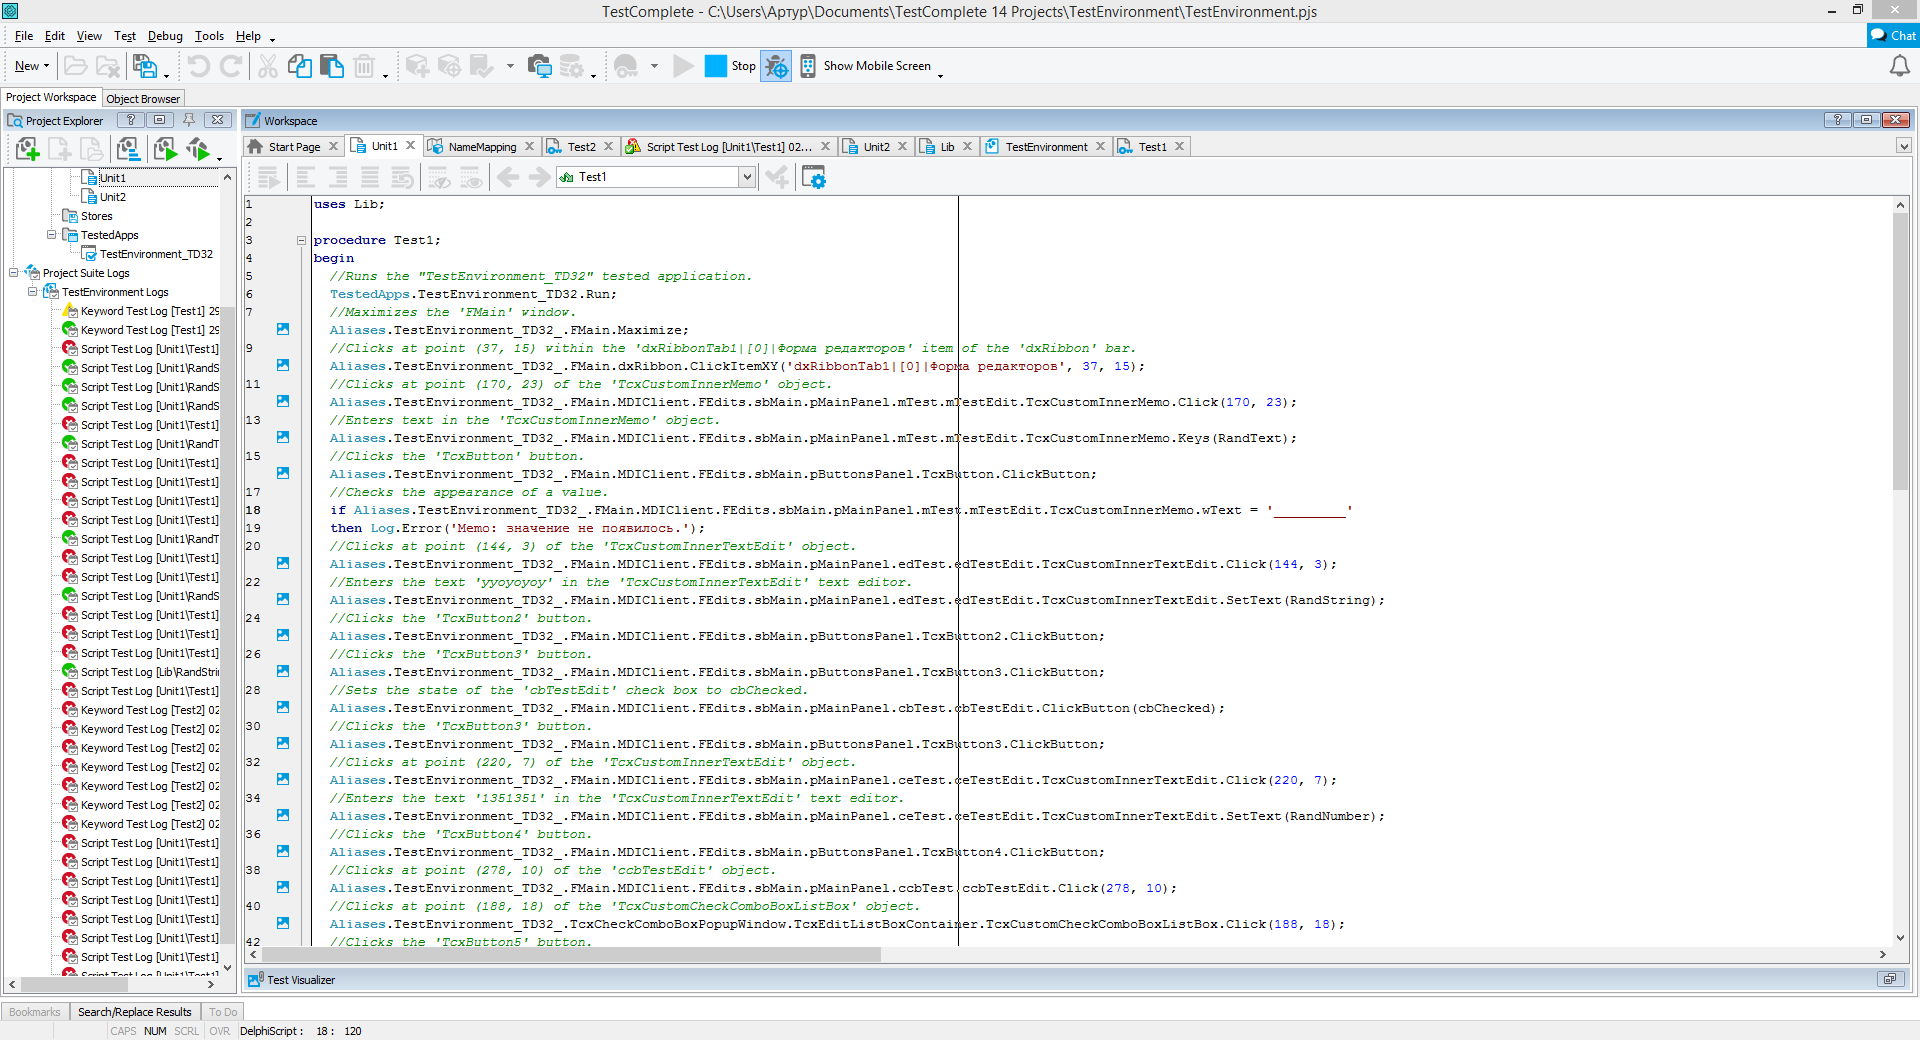 TestComplete - C:\Users\Артур\Documents\TestComplete 14 Projects\TestEnvironment\TestEnvironment.pjs
File Edit View Test Debug Tools Help
Chat
New Stop Show Mobile Screen
Project Workspace Object Browser
Project Explorer
Workspace
Start Page Unit1 NameMapping Test2 Script Test Log [Unit1\Test1] 02... Unit2 Lib TestEnvironment Test1
Test1
Unit1
Unit2
Stores
TestedApps
TestEnvironment_TD32
Project Suite Logs
TestEnvironment Logs
Keyword Test Log [Test1] 29
Keyword Test Log [Test1] 29
Script Test Log [Unit1\Test1]
Script Test Log [Unit1\RandS
Script Test Log [Unit1\RandS
Script Test Log [Unit1\RandS
Script Test Log [Unit1\Test1]
Script Test Log [Unit1\RandT
Script Test Log [Unit1\Test1]
Script Test Log [Unit1\Test1]
Script Test Log [Unit1\Test1]
Script Test Log [Unit1\Test1]
Script Test Log [Unit1\RandT
Script Test Log [Unit1\Test1]
Script Test Log [Unit1\Test1]
Script Test Log [Unit1\RandS
Script Test Log [Unit1\Test1]
Script Test Log [Unit1\Test1]
Script Test Log [Unit1\Test1]
Script Test Log [Lib\RandStri
Script Test Log [Unit1\Test1]
Keyword Test Log [Test2] 02
Keyword Test Log [Test2] 02
Keyword Test Log [Test2] 02
Keyword Test Log [Test2] 02
Keyword Test Log [Test2] 02
Keyword Test Log [Test2] 02
Keyword Test Log [Test2] 02
Script Test Log [Unit1\Test1]
Script Test Log [Unit1\Test1]
Script Test Log [Unit1\Test1]
Script Test Log [Unit1\Test1]
Script Test Log [Unit1\Test1]
Script Test Log [Unit1\Test1]
Script Test Log [Unit1\Test1]
Script Test Log [Unit1\Test1]
1 uses Lib;
2
3 procedure Test1;
4 begin
5 //Runs the "TestEnvironment_TD32" tested application.
6 TestedApps.TestEnvironment_TD32.Run;
7 //Maximizes the 'FMain' window.
Aliases.TestEnvironment_TD32_.FMain.Maximize;
9 //Clicks at point (37, 15) within the 'dxRibbonTab1|[0]|Форма редакторов' item of the 'dxRibbon' bar.
Aliases.TestEnvironment_TD32_.FMain.dxRibbon.ClickItemXY('dxRibbonTab1|[0]|Форма редакторов', 37, 15);
11 //Clicks at point (170, 23) of the 'TcxCustomInnerMemo' object.
Aliases.TestEnvironment_TD32_.FMain.MDIClient.FEdits.sbMain.pMainPanel.mTest.mTestEdit.TcxCustomInnerMemo.Click(170, 23);
13 //Enters text in the 'TcxCustomInnerMemo' object.
Aliases.TestEnvironment_TD32_.FMain.MDIClient.FEdits.sbMain.pMainPanel.mTest.mTestEdit.TcxCustomInnerMemo.Keys(RandText);
15 //Clicks the 'TcxButton' button.
Aliases.TestEnvironment_TD32_.FMain.MDIClient.FEdits.sbMain.pButtonsPanel.TcxButton.ClickButton;
17 //Checks the appearance of a value.
18 if Aliases.TestEnvironment_TD32_.FMain.MDIClient.FEdits.sbMain.pMainPanel.mTest.mTestEdit.TcxCustomInnerMemo.wText = '_________'
19 then Log.Error('Memo: значение не появилось.');
20 //Clicks at point (144, 3) of the 'TcxCustomInnerTextEdit' object.
Aliases.TestEnvironment_TD32_.FMain.MDIClient.FEdits.sbMain.pMainPanel.edTest.edTestEdit.TcxCustomInnerTextEdit.Click(144, 3);
22 //Enters the text 'yyoyoyoy' in the 'TcxCustomInnerTextEdit' text editor.
Aliases.TestEnvironment_TD32_.FMain.MDIClient.FEdits.sbMain.pMainPanel.edTest.edTestEdit.TcxCustomInnerTextEdit.SetText(RandString);
24 //Clicks the 'TcxButton2' button.
Aliases.TestEnvironment_TD32_.FMain.MDIClient.FEdits.sbMain.pButtonsPanel.TcxButton2.ClickButton;
26 //Clicks the 'TcxButton3' button.
Aliases.TestEnvironment_TD32_.FMain.MDIClient.FEdits.sbMain.pButtonsPanel.TcxButton3.ClickButton;
28 //Sets the state of the 'cbTestEdit' check box to cbChecked.
Aliases.TestEnvironment_TD32_.FMain.MDIClient.FEdits.sbMain.pMainPanel.cbTest.cbTestEdit.ClickButton(cbChecked);
30 //Clicks the 'TcxButton3' button.
Aliases.TestEnvironment_TD32_.FMain.MDIClient.FEdits.sbMain.pButtonsPanel.TcxButton3.ClickButton;
32 //Clicks at point (220, 7) of the 'TcxCustomInnerTextEdit' object.
Aliases.TestEnvironment_TD32_.FMain.MDIClient.FEdits.sbMain.pMainPanel.ceTest.ceTestEdit.TcxCustomInnerTextEdit.Click(220, 7);
34 //Enters the text '1351351' in the 'TcxCustomInnerTextEdit' text editor.
Aliases.TestEnvironment_TD32_.FMain.MDIClient.FEdits.sbMain.pMainPanel.ceTest.ceTestEdit.TcxCustomInnerTextEdit.SetText(RandNumber);
36 //Clicks the 'TcxButton4' button.
Aliases.TestEnvironment_TD32_.FMain.MDIClient.FEdits.sbMain.pButtonsPanel.TcxButton4.ClickButton;
38 //Clicks at point (278, 10) of the 'ccbTestEdit' object.
Aliases.TestEnvironment_TD32_.FMain.MDIClient.FEdits.sbMain.pMainPanel.ccbTest.ccbTestEdit.Click(278, 10);
40 //Clicks at point (188, 18) of the 'TcxCustomCheckComboBoxListBox' object.
Aliases.TestEnvironment_TD32_.TcxCheckComboBoxPopupWindow.TcxEditListBoxContainer.TcxCustomCheckComboBoxListBox.Click(188, 18);
42 //Clicks the 'TcxButton5' button.
Test Visualizer
Bookmarks Search/Replace Results To Do
CAPS NUM SCRL OVR DelphiScript : 18 : 120